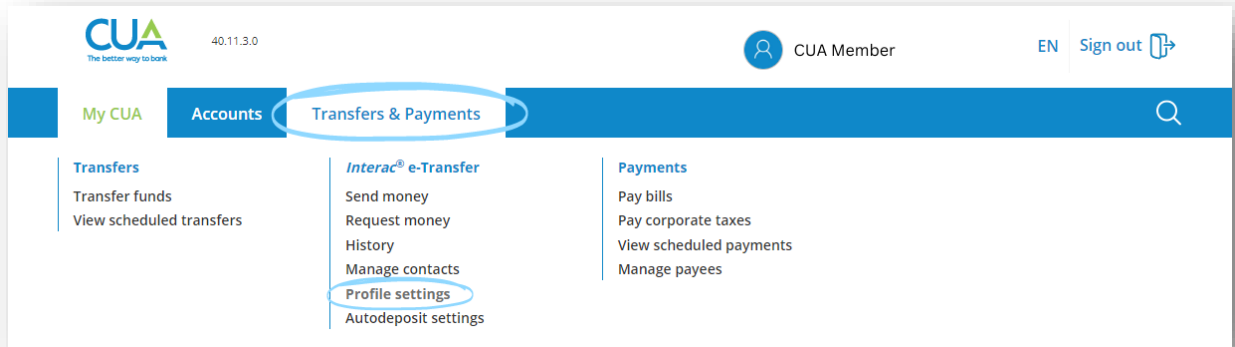 CUA
The better way to bank
40.11.3.0
CUA Member
EN
Sign out
My CUA
Accounts
Transfers & Payments
Transfers
Transfer funds
View scheduled transfers
Interac® e-Transfer
Send money
Request money
History
Manage contacts
Profile settings
Autodeposit settings
Payments
Pay bills
Pay corporate taxes
View scheduled payments
Manage payees